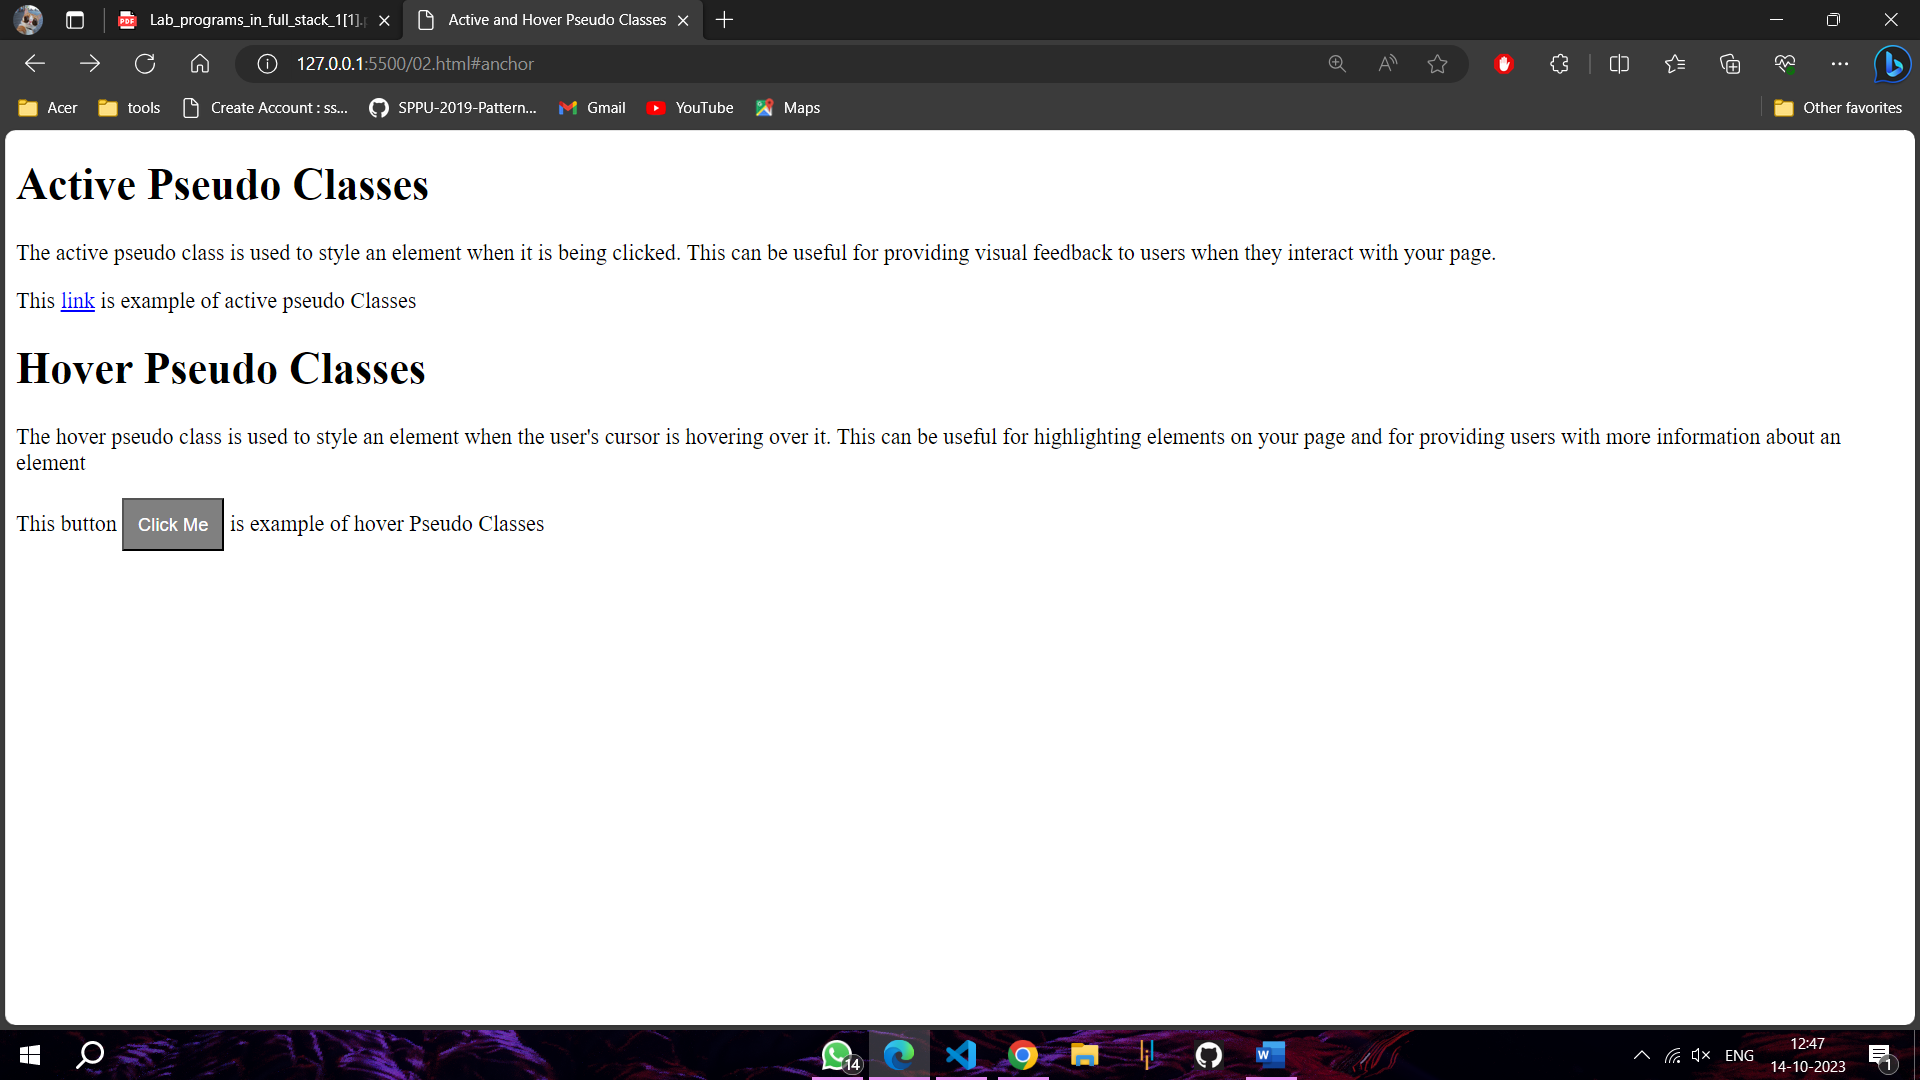 Lab_programs_in_full_stack_1[1].p
Active and Hover Pseudo Classes
127.0.0.1:5500/02.html#anchor
Acer
tools
Create Account : ss...
SPPU-2019-Pattern...
Gmail
YouTube
Maps
Other favorites
Active Pseudo Classes
The active pseudo class is used to style an element when it is being clicked. This can be useful for providing visual feedback to users when they interact with your page.
This link is example of active pseudo Classes
Hover Pseudo Classes
The hover pseudo class is used to style an element when the user's cursor is hovering over it. This can be useful for highlighting elements on your page and for providing users with more information about an
element
This button Click Me is example of hover Pseudo Classes
14
ENG
12:47
14-10-2023
1